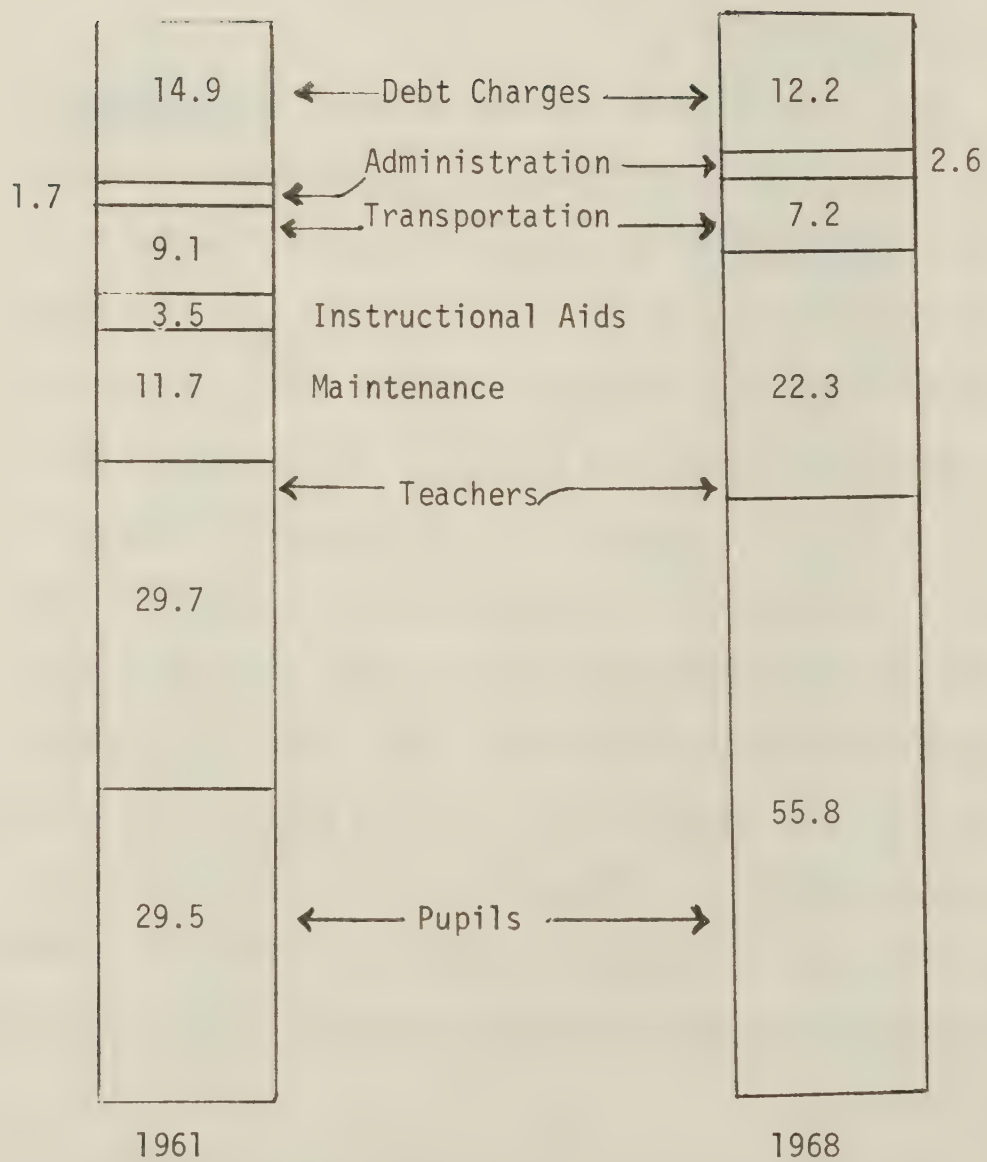 14.9 Debt Charges 12.2
Administration 2.6
1.7
Transportation 7.2
9.1
3.5 Instructional Aids
11.7 Maintenance 22.3
Teachers
29.7
55.8
29.5 Pupils
1961 1968